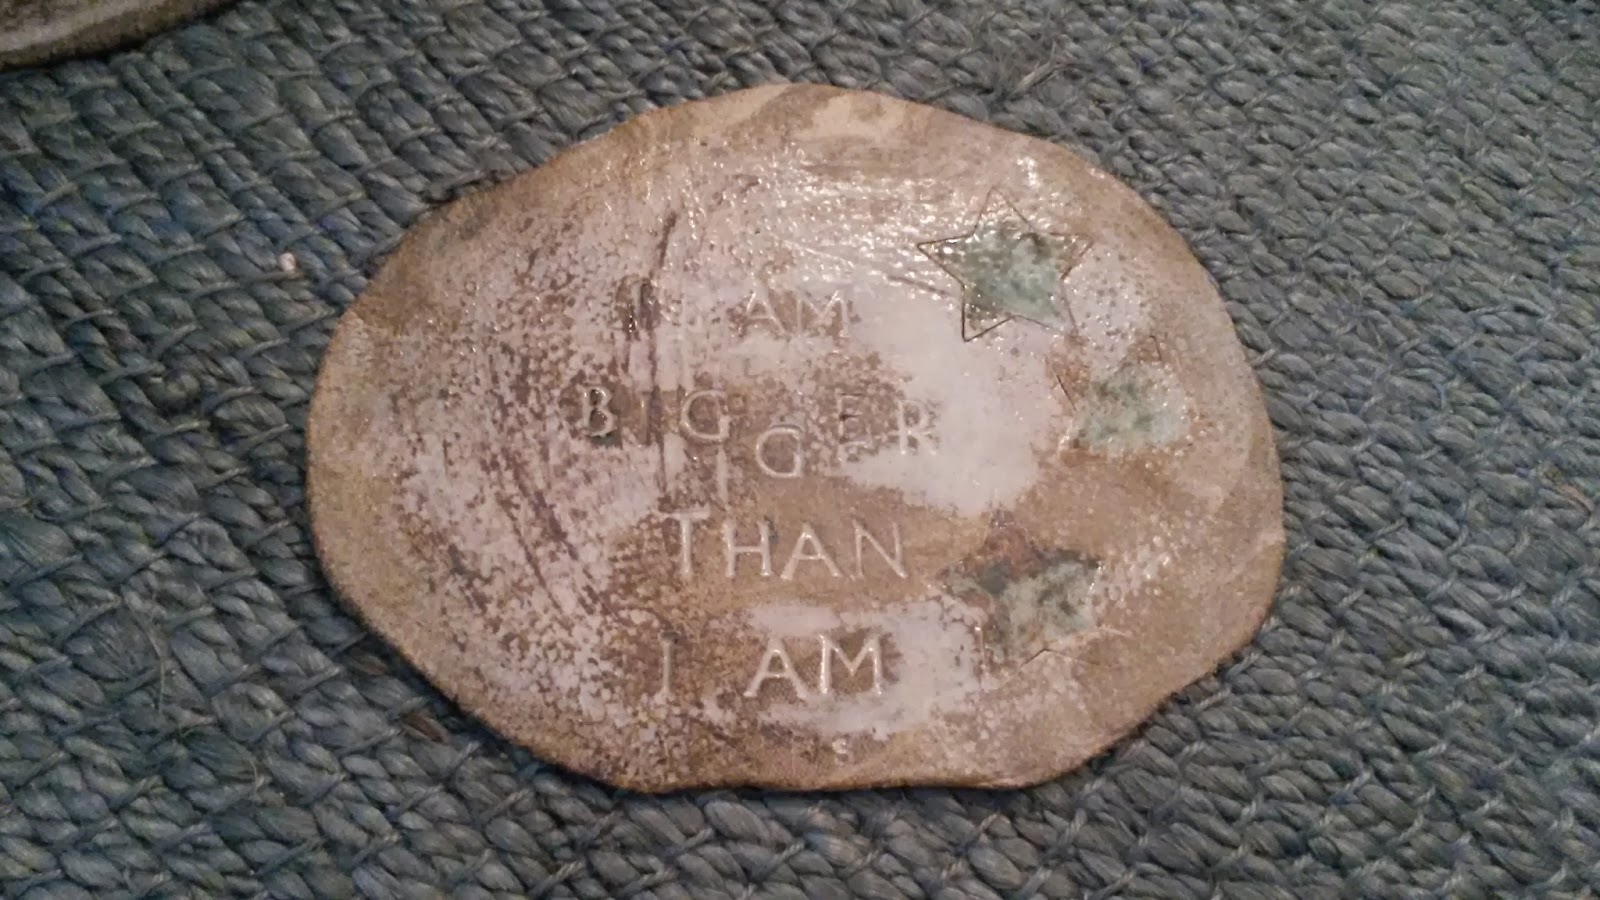 I AM
BIGGER
THAN
I AM
S